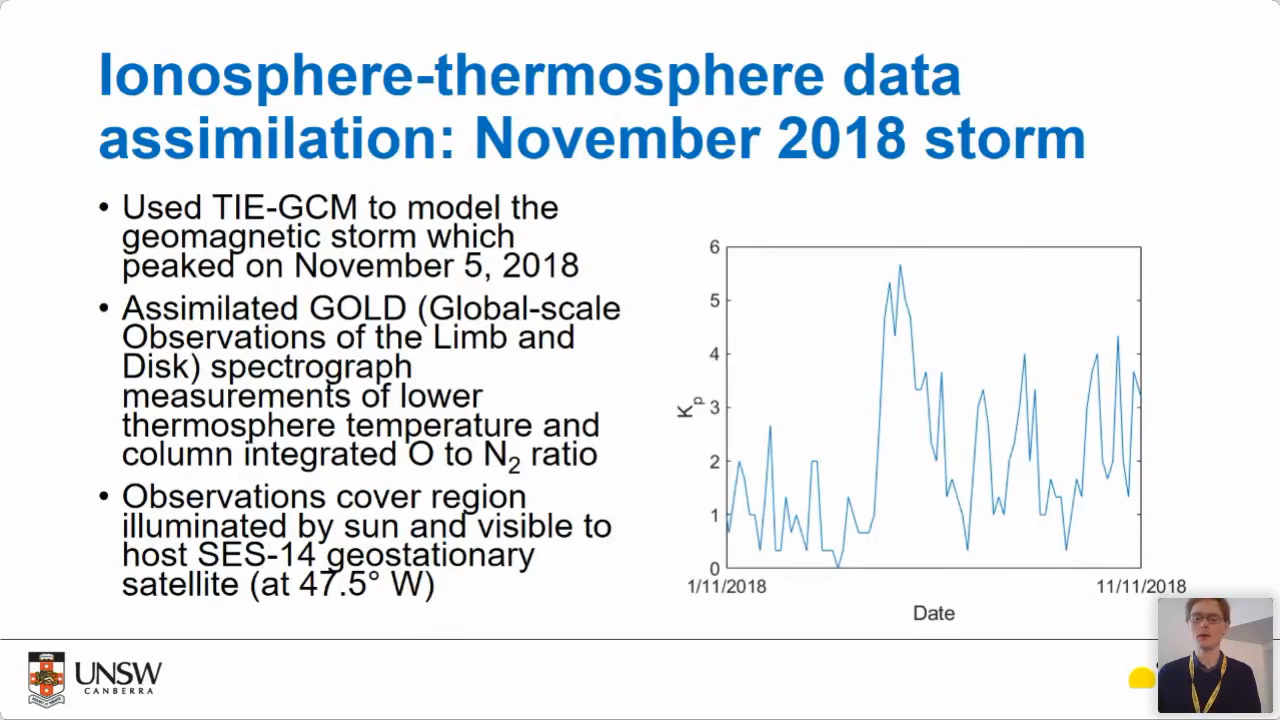 Ionosphere-thermosphere data
assimilation: November 2018 storm
• Used TIE-GCM to model the
geomagnetic storm which
peaked on November 5, 2018
• Assimilated GOLD (Global-scale
Observations of the Limb and
Disk) spectrograph
measurements of lower
thermosphere temperature and
column integrated O to N₂ ratio
• Observations cover region
illuminated by sun and visible to
host SES-14 geostationary
satellite (at 47.5° W)
6
5
4
3
2
1
0
Kₚ
1/11/2018
11/11/2018
Date
UNSW
CANBERRA